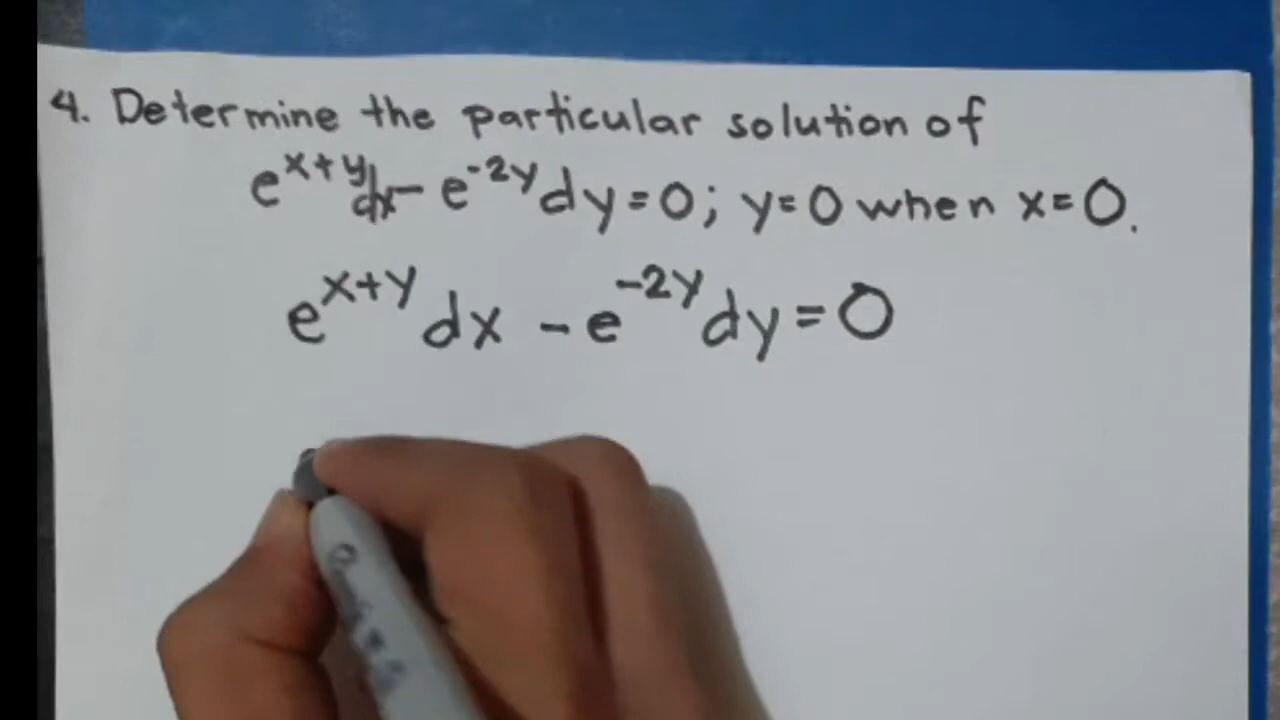 4. Determine the particular solution of
e^{x+y}dx - e^{-2y}dy = 0; y=0 when x=0.
e^{x+y} dx - e^{-2y} dy = 0